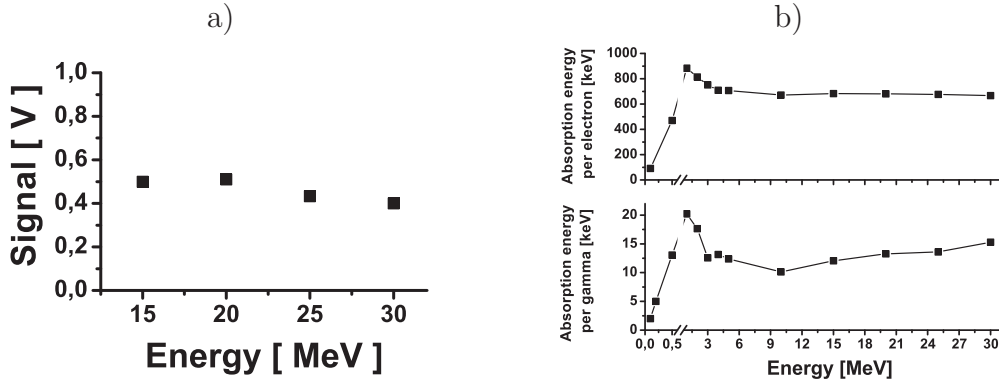 a)
1,0
0,8
0,6
0,4
0,2
0,0
Signal [ V ]
15 20 25 30
Energy [ MeV ]
b)
1000
800
600
400
200
0
Absorption energy
per electron [keV]
20
15
10
5
0
Absorption energy
per gamma [keV]
0,0 0,5 3 6 9 12 15 18 21 24 27 30
Energy [MeV]